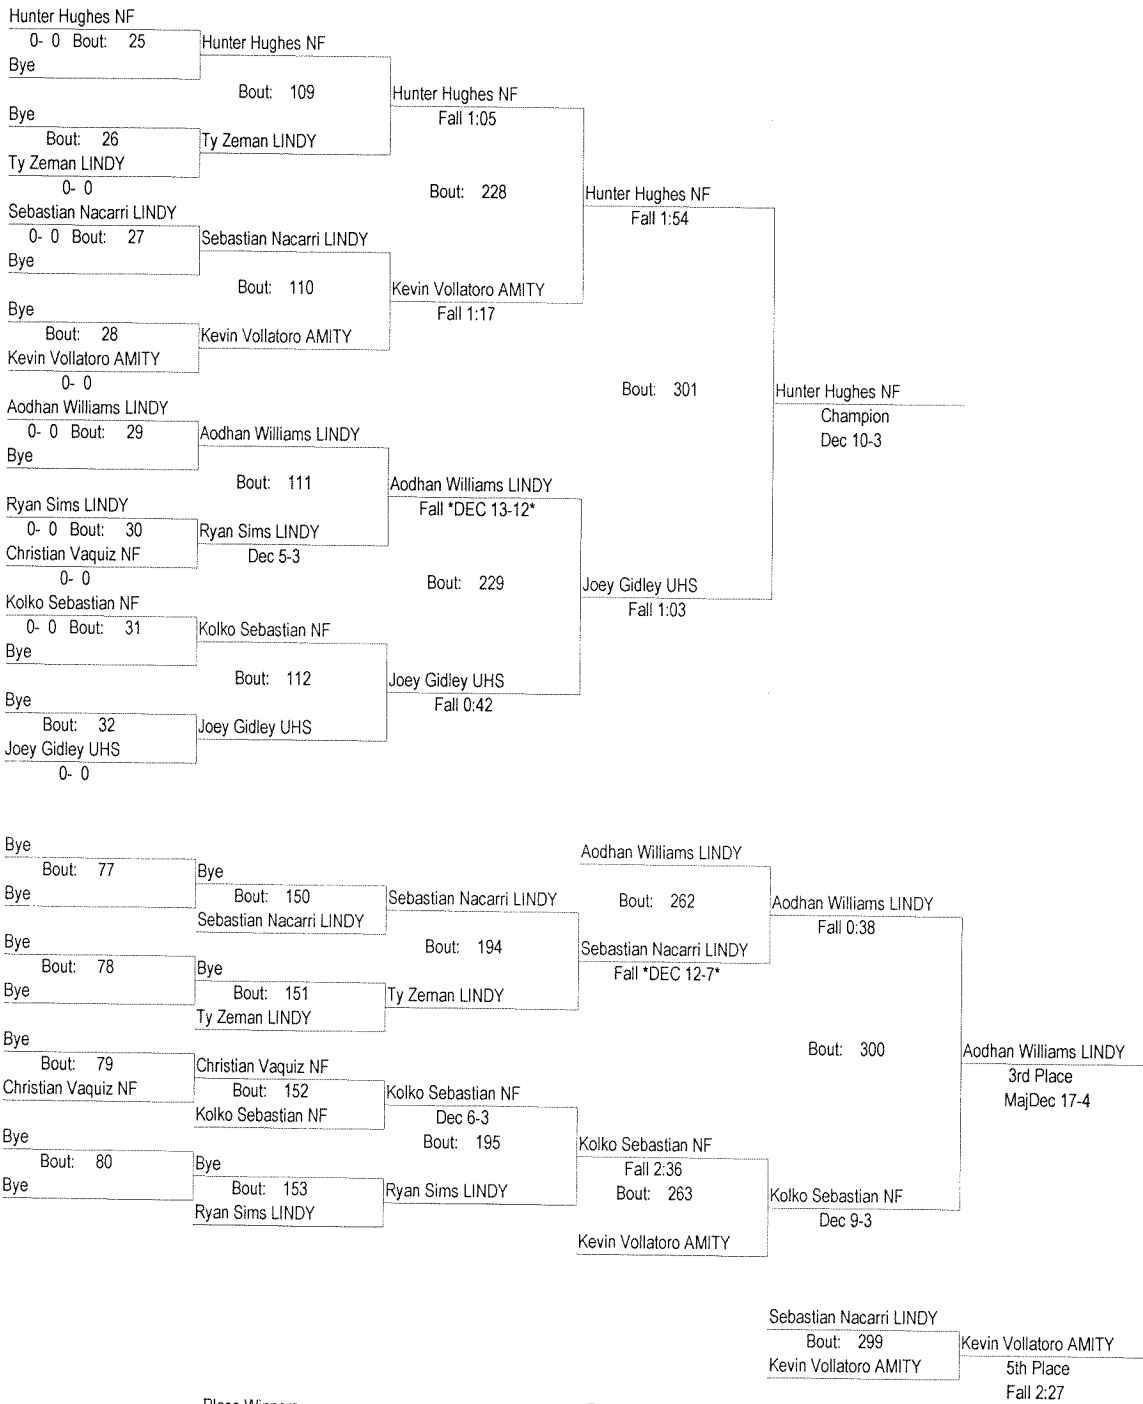 Hunter Hughes NF
0- 0 Bout: 25
Bye
Hunter Hughes NF
Bout: 109
Bye
Bout: 26
Ty Zeman LINDY
0- 0
Ty Zeman LINDY
Hunter Hughes NF
Fall 1:05
Bout: 228
Sebastian Nacarri LINDY
0- 0 Bout: 27
Bye
Sebastian Nacarri LINDY
Bout: 110
Bye
Bout: 28
Kevin Vollatoro AMITY
0- 0
Kevin Vollatoro AMITY
Kevin Vollatoro AMITY
Fall 1:17
Hunter Hughes NF
Fall 1:54
Bout: 301
Hunter Hughes NF
Champion
Dec 10-3
Aodhan Williams LINDY
0- 0 Bout: 29
Bye
Aodhan Williams LINDY
Bout: 111
Ryan Sims LINDY
0- 0 Bout: 30
Christian Vaquiz NF
0- 0
Ryan Sims LINDY
Dec 5-3
Aodhan Williams LINDY
Fall *DEC 13-12*
Bout: 229
Kolko Sebastian NF
0- 0 Bout: 31
Bye
Kolko Sebastian NF
Bout: 112
Bye
Bout: 32
Joey Gidley UHS
0- 0
Joey Gidley UHS
Joey Gidley UHS
Fall 0:42
Joey Gidley UHS
Fall 1:03
Bye
Bout: 77
Bye
Bye
Bout: 150
Sebastian Nacarri LINDY
Sebastian Nacarri LINDY
Bout: 194
Bye
Bout: 78
Bye
Bye
Bout: 151
Ty Zeman LINDY
Ty Zeman LINDY
Aodhan Williams LINDY
Bout: 262
Sebastian Nacarri LINDY
Fall *DEC 12-7*
Aodhan Williams LINDY
Fall 0:38
Bout: 300
Aodhan Williams LINDY
3rd Place
MajDec 17-4
Bye
Bout: 79
Christian Vaquiz NF
Christian Vaquiz NF
Bout: 152
Kolko Sebastian NF
Kolko Sebastian NF
Dec 6-3
Bout: 195
Bye
Bout: 80
Bye
Bye
Bout: 153
Ryan Sims LINDY
Ryan Sims LINDY
Kolko Sebastian NF
Fall 2:36
Bout: 263
Kevin Vollatoro AMITY
Kolko Sebastian NF
Dec 9-3
Sebastian Nacarri LINDY
Bout: 299
Kevin Vollatoro AMITY
Kevin Vollatoro AMITY
5th Place
Fall 2:27